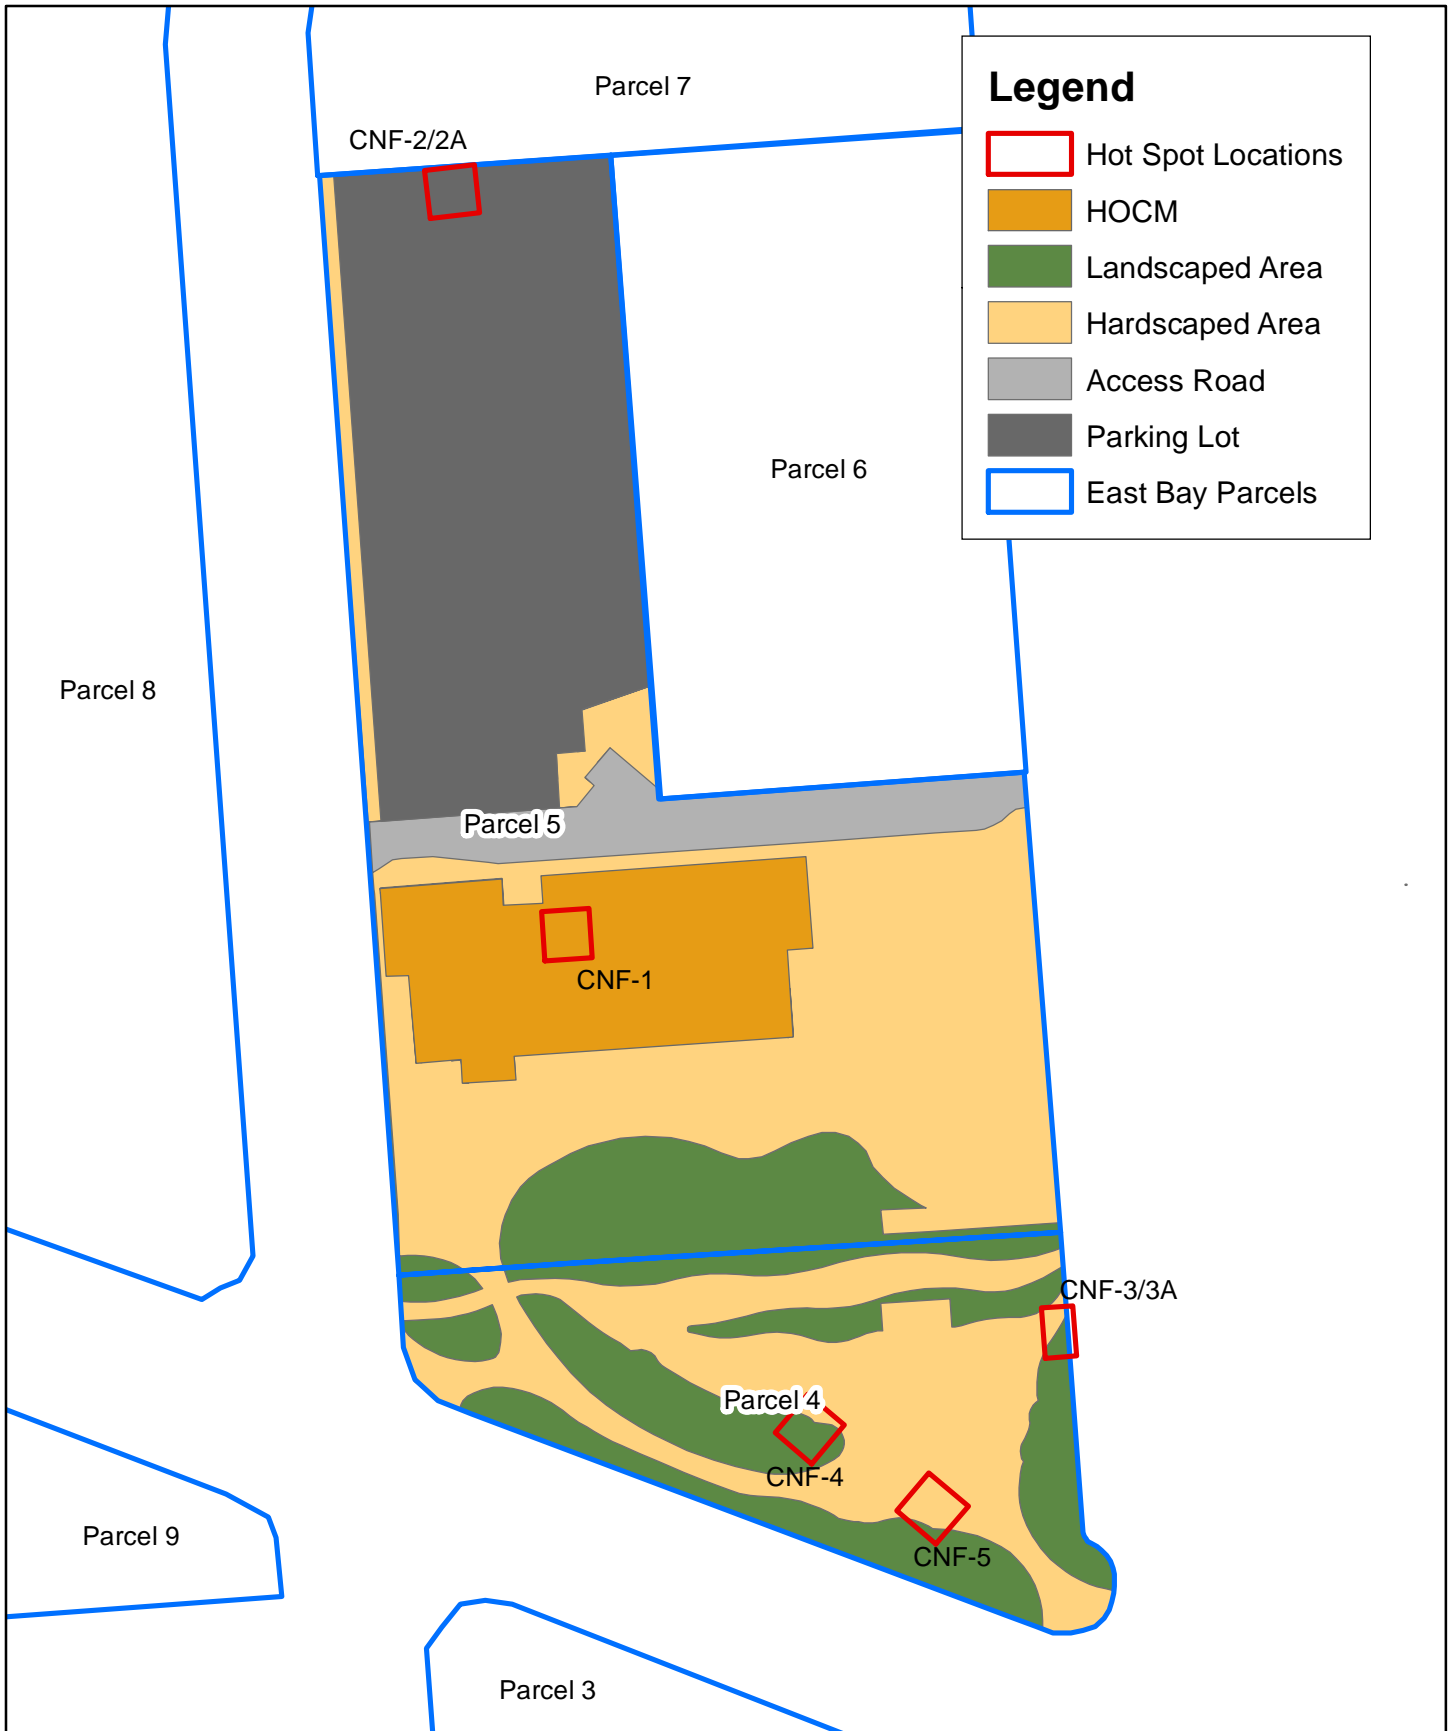 Parcel 7
CNF-2/2A
Legend
Hot Spot Locations
HOCM
Landscaped Area
Hardscaped Area
Access Road
Parking Lot
East Bay Parcels
Parcel 6
Parcel 8
Parcel 5
CNF-1
CNF-3/3A
Parcel 4
CNF-4
Parcel 9
CNF-5
Parcel 3